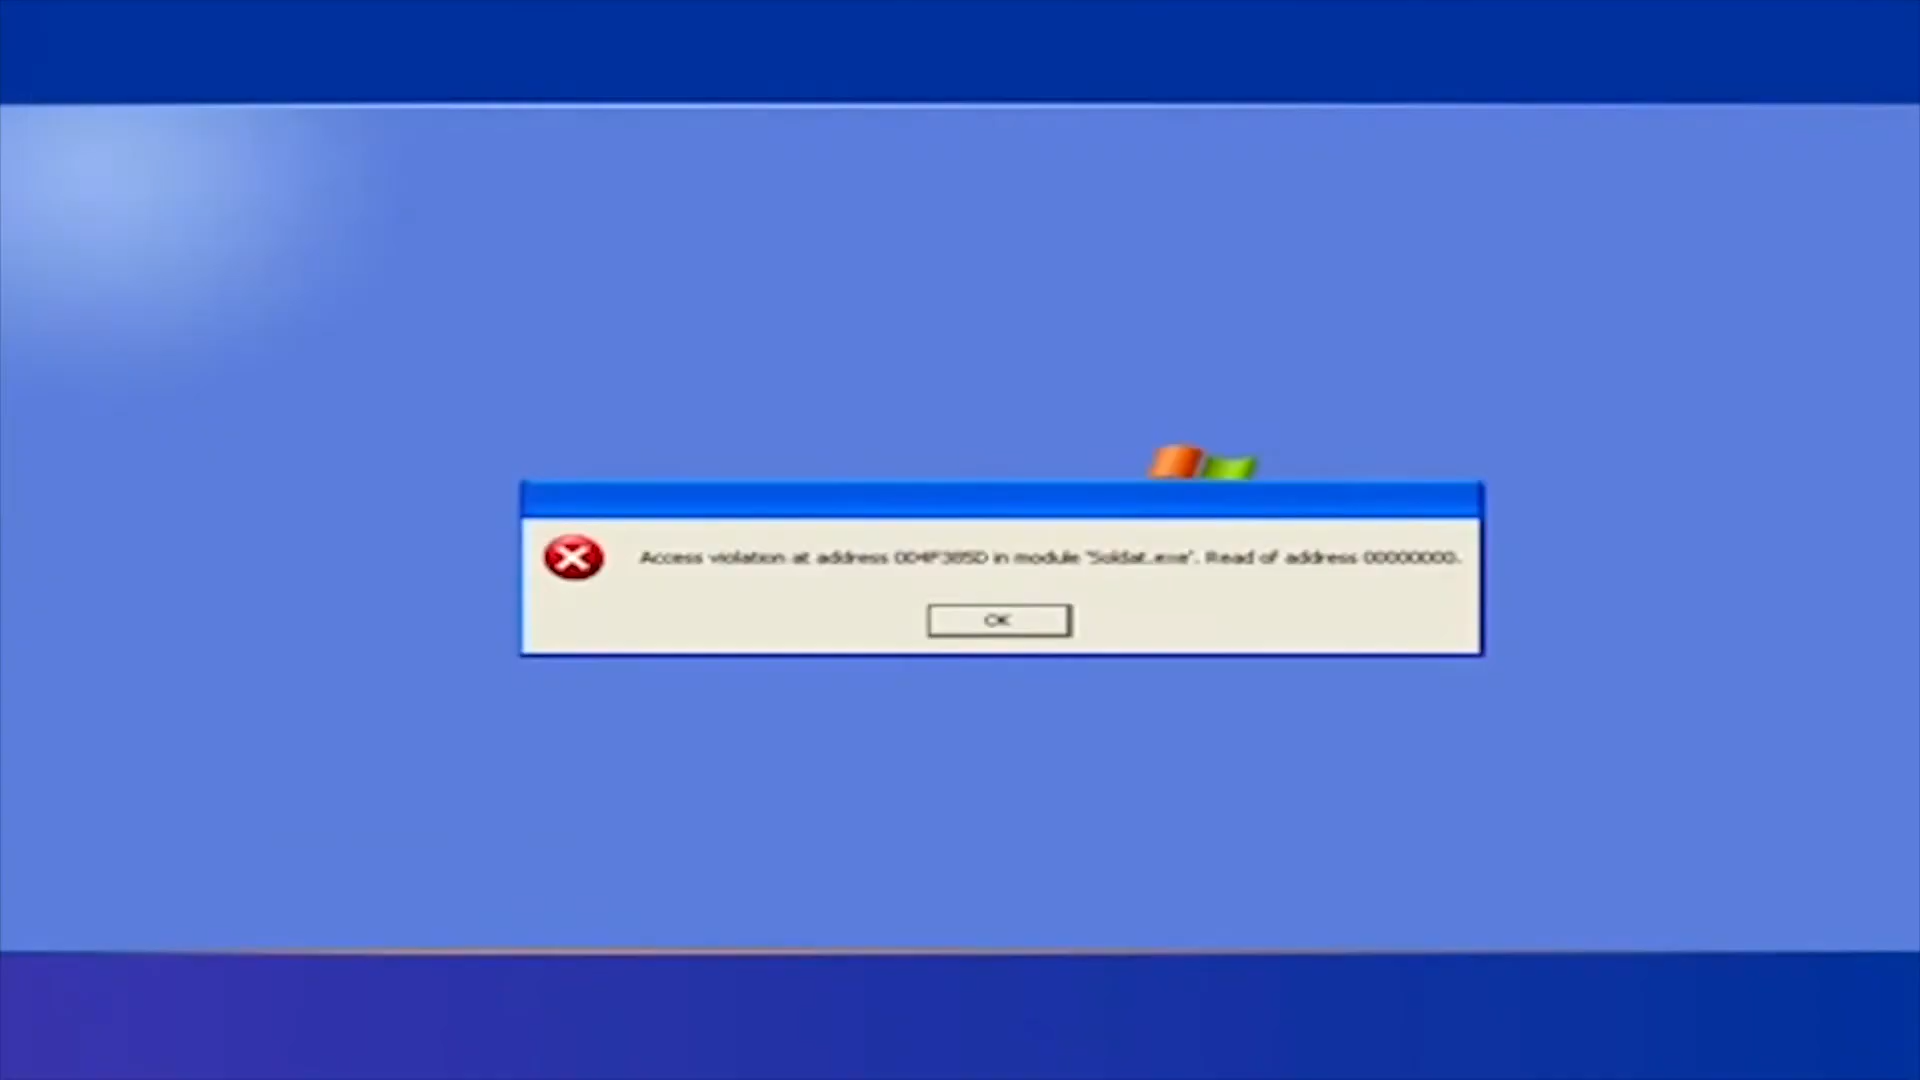 Access violation at address 004F385D in module 'Soldat.exe'. Read of address 00000000.
OK